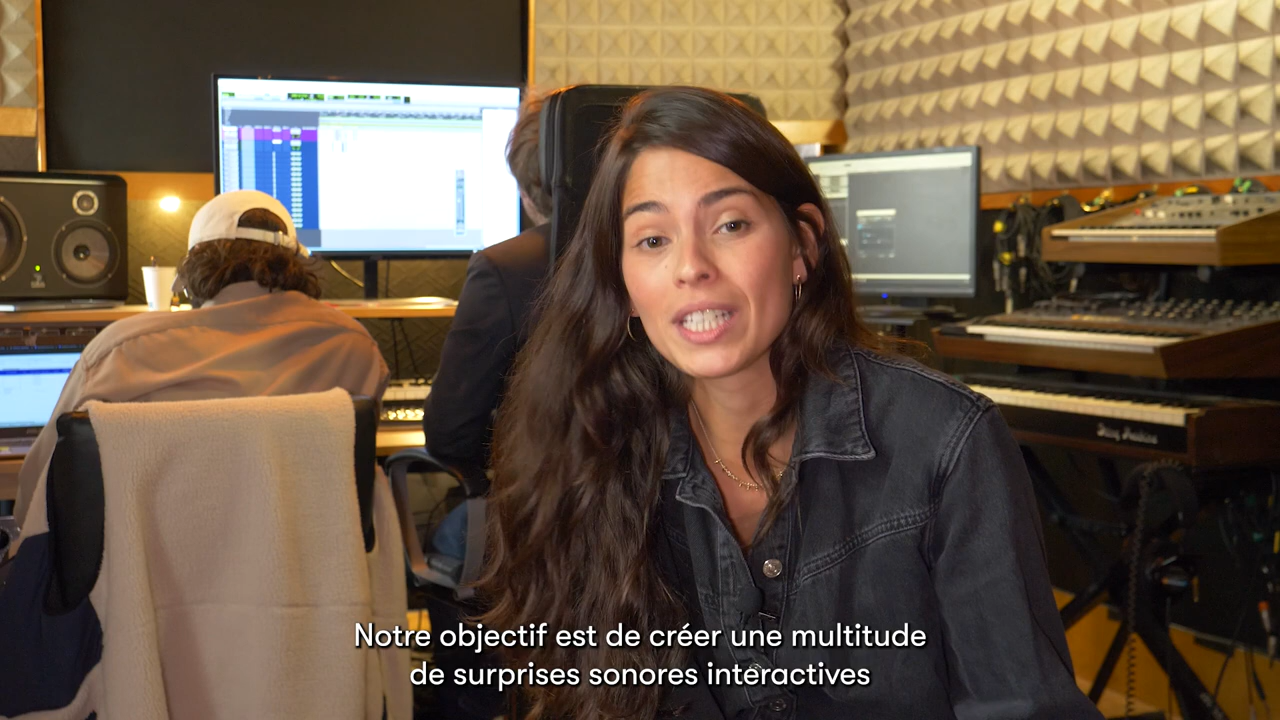 Notre objectif est de créer une multitude
de surprises sonores interactives